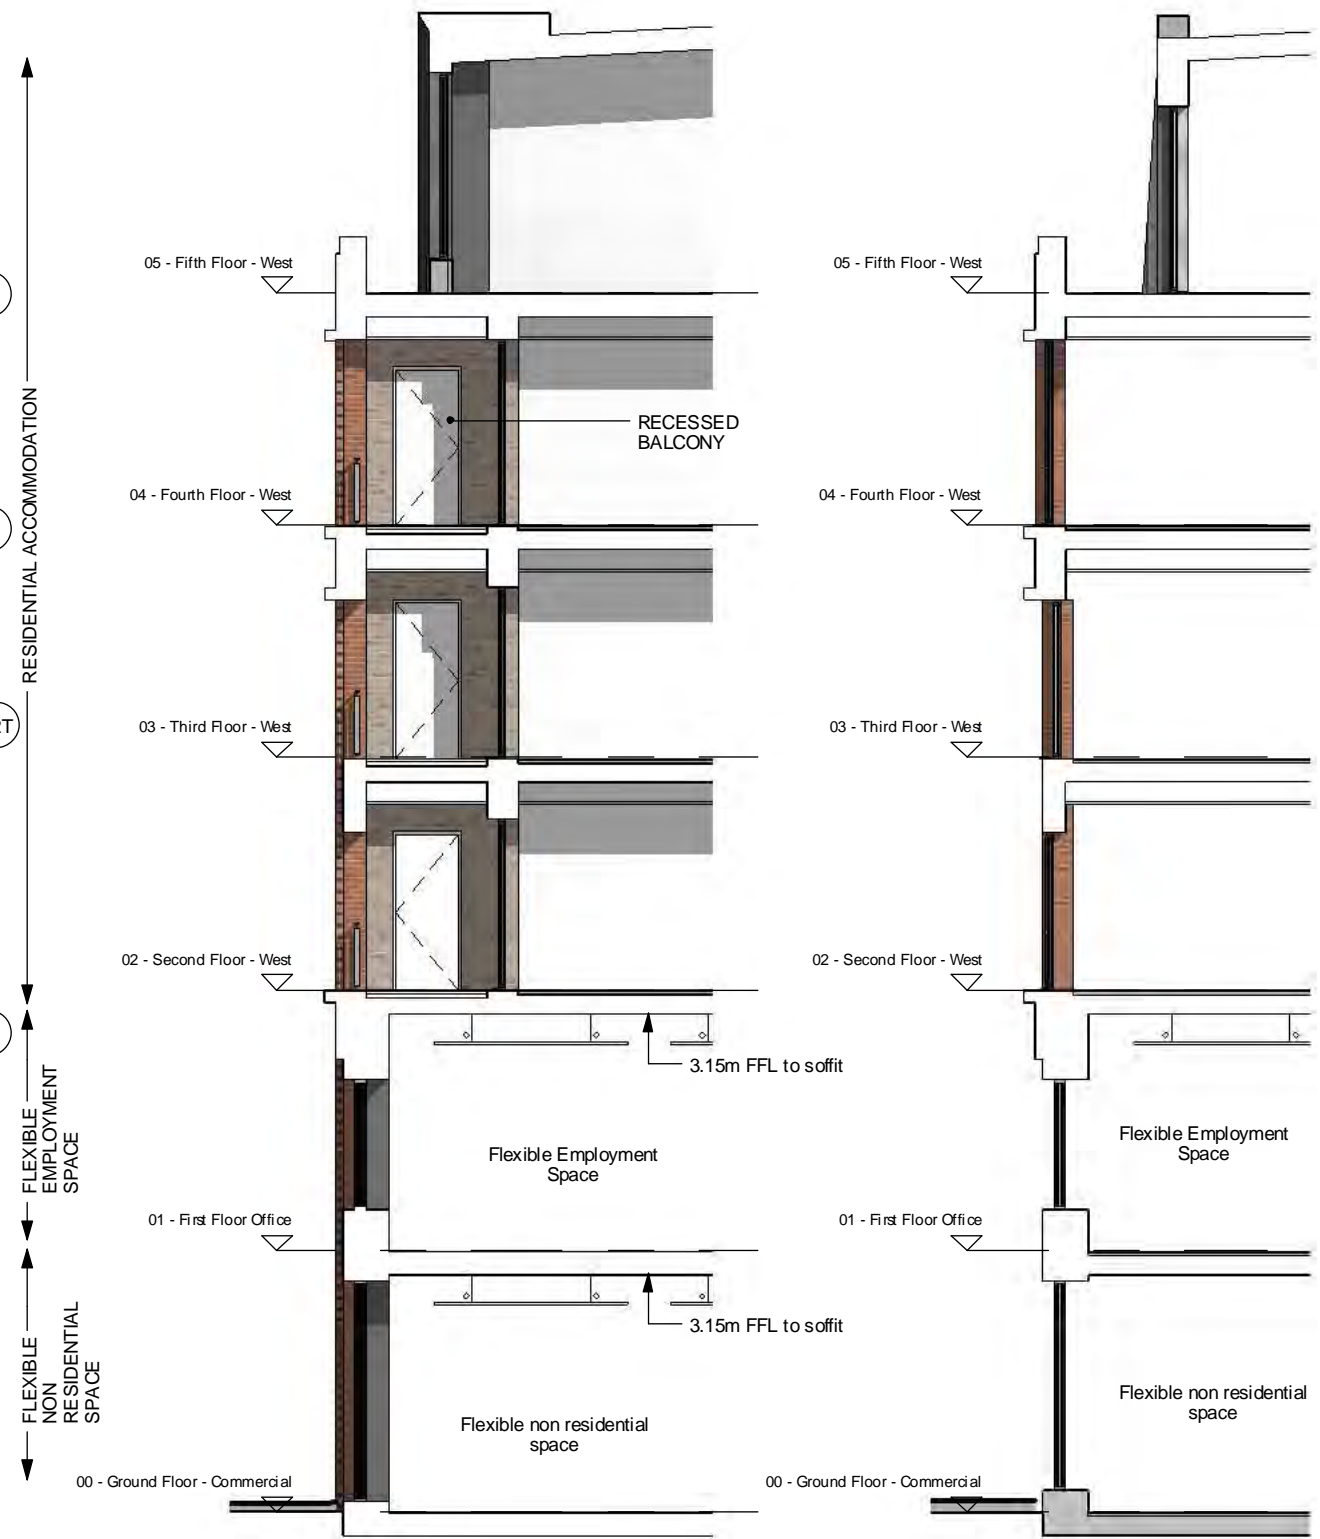 05 - Fifth Floor - West
05 - Fifth Floor - West
RESIDENTIAL ACCOMMODATION
RECESSED
BALCONY
04 - Fourth Floor - West
04 - Fourth Floor - West
03 - Third Floor - West
03 - Third Floor - West
02 - Second Floor - West
02 - Second Floor - West
3.15m FFL to soffit
FLEXIBLE
EMPLOYMENT
SPACE
Flexible Employment
Space
Flexible Employment
Space
01 - First Floor Office
01 - First Floor Office
3.15m FFL to soffit
FLEXIBLE
NON
RESIDENTIAL
SPACE
Flexible non residential
space
Flexible non residential
space
00 - Ground Floor - Commercial
00 - Ground Floor - Commercial